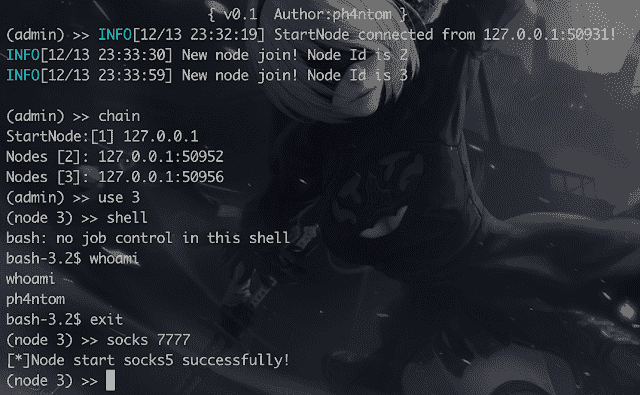 { v0.1  Author:ph4ntom }
(admin) >> INFO[12/13 23:32:19] StartNode connected from 127.0.0.1:50931!
INFO[12/13 23:33:30] New node join! Node Id is 2
INFO[12/13 23:33:59] New node join! Node Id is 3
(admin) >> chain
StartNode:[1] 127.0.0.1
Nodes [2]: 127.0.0.1:50952
Nodes [3]: 127.0.0.1:50956
(admin) >> use 3
(node 3) >> shell
bash: no job control in this shell
bash-3.2$ whoami
whoami
ph4ntom
bash-3.2$ exit
(node 3) >> socks 7777
[*]Node start socks5 successfully!
(node 3) >>